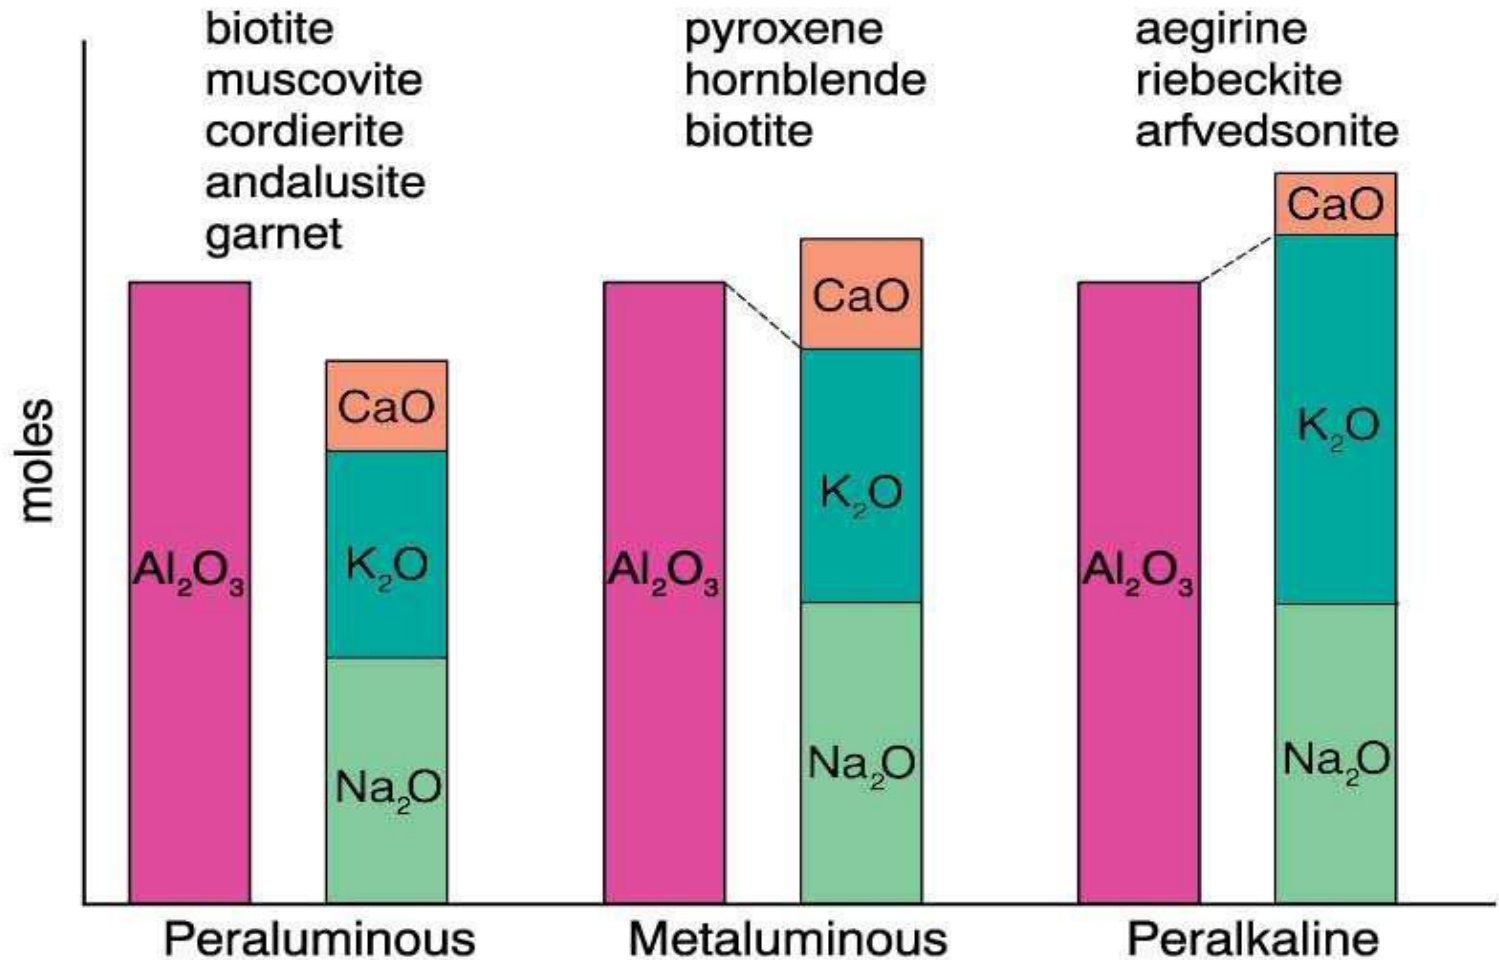 biotite
muscovite
cordierite
andalusite
garnet
pyroxene
hornblende
biotite
aegirine
riebeckite
arfvedsonite
moles
Al₂O₃
CaO
K₂O
Na₂O
Al₂O₃
CaO
K₂O
Na₂O
Al₂O₃
CaO
K₂O
Na₂O
Peraluminous
Metaluminous
Peralkaline